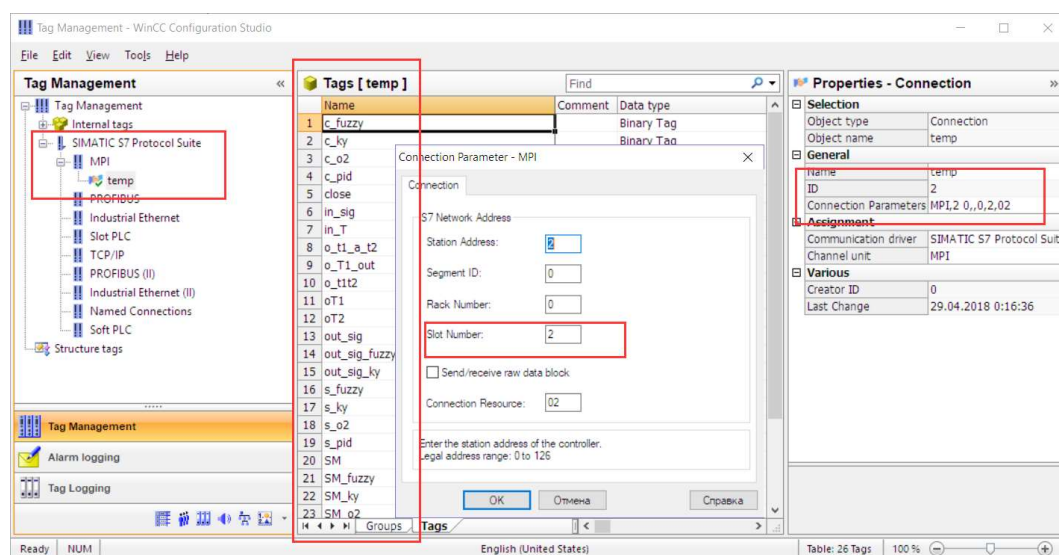 Tag Management - WinCC Configuration Studio
File Edit View Tools Help
Tag Management «
Tag Management
Internal tags
SIMATIC S7 Protocol Suite
MPI
temp
PROFIBUS
Industrial Ethernet
Slot PLC
TCP/IP
PROFIBUS (II)
Industrial Ethernet (II)
Named Connections
Soft PLC
Structure tags
Tag Management
Alarm logging
Tag Logging
Tags [ temp ] Find
Name Comment Data type
1 c_fuzzy Binary Tag
2 c_ky Binary Tag
3 c_o2
4 c_pid
5 close
6 in_sig
7 in_T
8 o_t1_a_t2
9 o_T1_out
10 o_t1t2
11 oT1
12 oT2
13 out_sig
14 out_sig_fuzzy
15 out_sig_ky
16 s_fuzzy
17 s_ky
18 s_o2
19 s_pid
20 SM
21 SM_fuzzy
22 SM_ky
23 SM_o2
Groups Tags
Connection Parameter - MPI
Connection
S7 Network Address
Station Address: 2
Segment ID: 0
Rack Number: 0
Slot Number: 2
Send/receive raw data block
Connection Resource: 02
Enter the station address of the controller.
Legal address range: 0 to 126
OK Отмена Справка
Properties - Connection »
Selection
Object type Connection
Object name temp
General
Name temp
ID 2
Connection Parameters MPI,2 0,,0,2,02
Assignment
Communication driver SIMATIC S7 Protocol Suit
Channel unit MPI
Various
Creator ID 0
Last Change 29.04.2018 0:16:36
Ready NUM English (United States) Table: 26 Tags 100 %